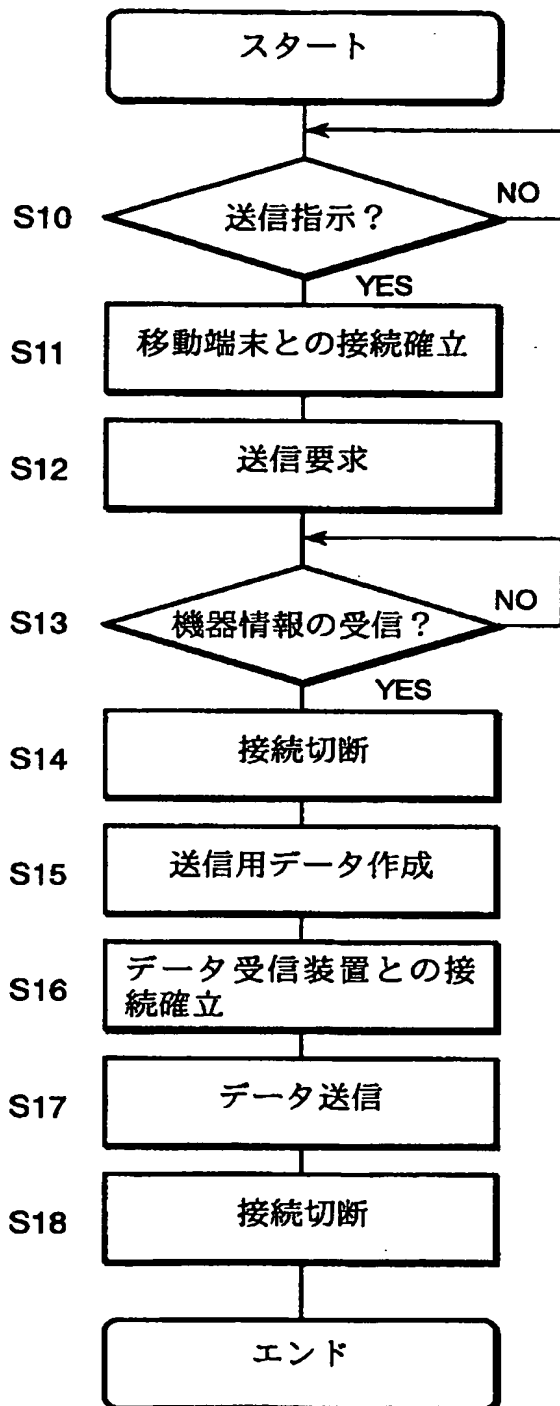 スタート
S10
送信指示？
NO
YES
S11
移動端末との接続確立
S12
送信要求
S13
機器情報の受信？
NO
YES
S14
接続切断
S15
送信用データ作成
S16
データ受信装置との接
続確立
S17
データ送信
S18
接続切断
エンド